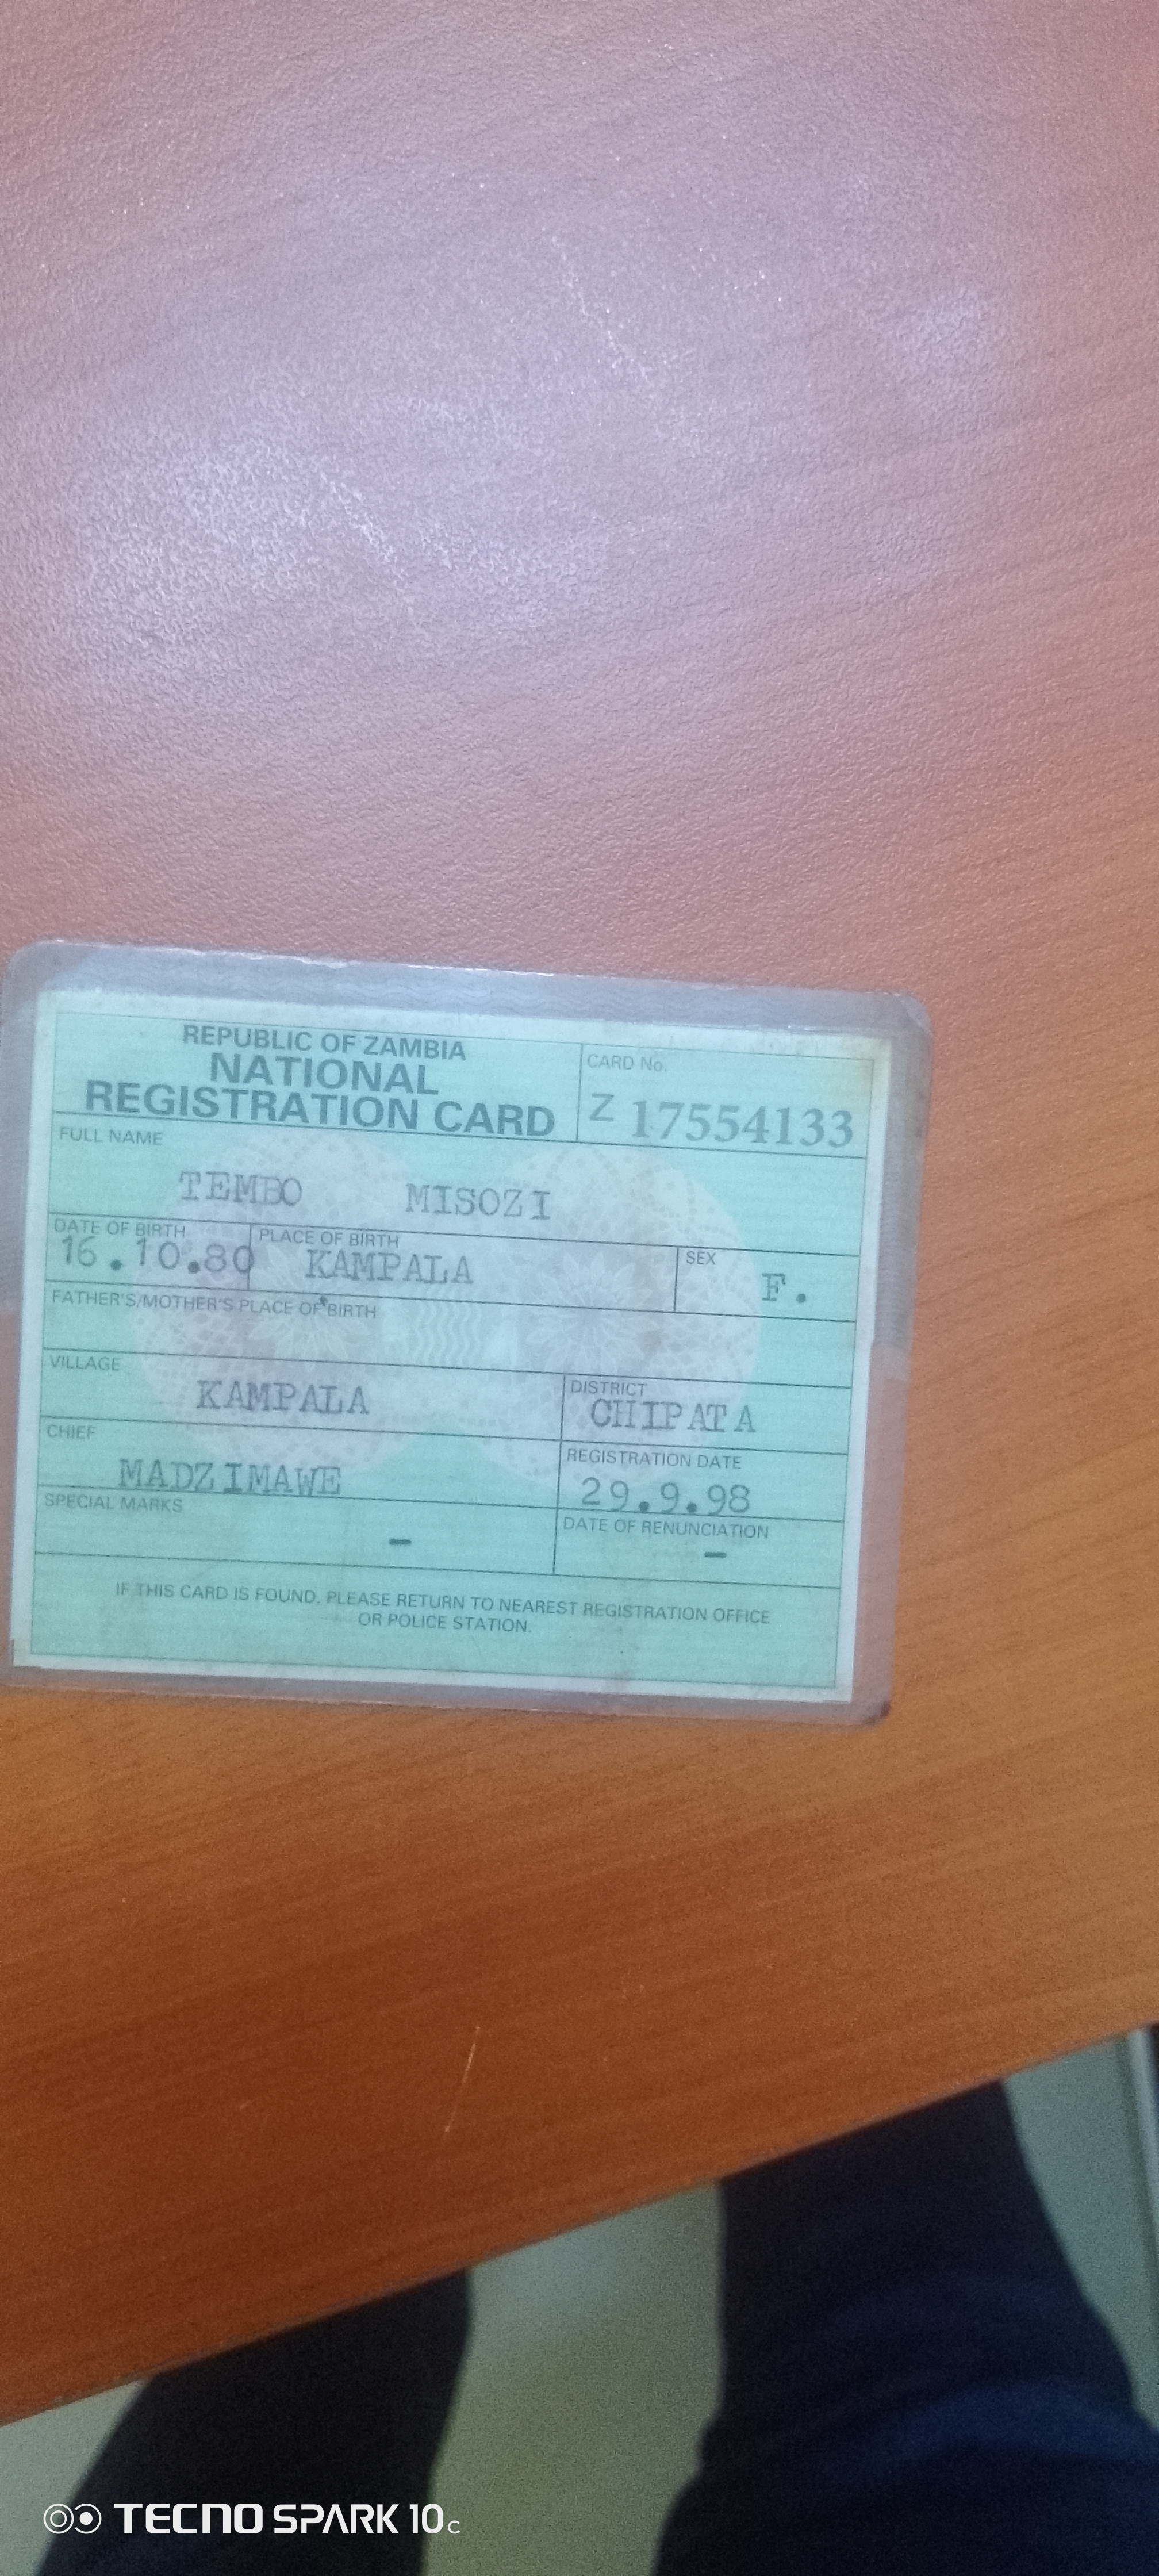 REPUBLIC OF ZAMBIA
NATIONAL
REGISTRATION CARD
CARD No.
Z 17554133
FULL NAME
TEMBO MISOZI
DATE OF BIRTH
16.10.80
PLACE OF BIRTH
KAMPALA
SEX
F.
FATHER'S/MOTHER'S PLACE OF BIRTH
VILLAGE
KAMPALA
DISTRICT
CHIPATA
CHIEF
MADZIMAWE
REGISTRATION DATE
29.9.98
SPECIAL MARKS
-
DATE OF RENUNCIATION
-
IF THIS CARD IS FOUND, PLEASE RETURN TO NEAREST REGISTRATION OFFICE
OR POLICE STATION.
TECNO SPARK 10C